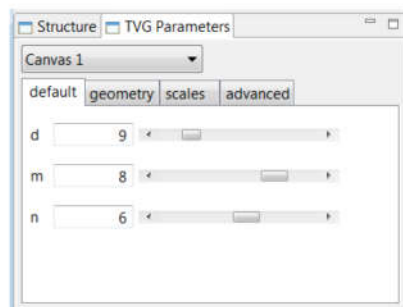 Structure TVG Parameters
Canvas 1
default geometry scales advanced
d 9
m 8
n 6